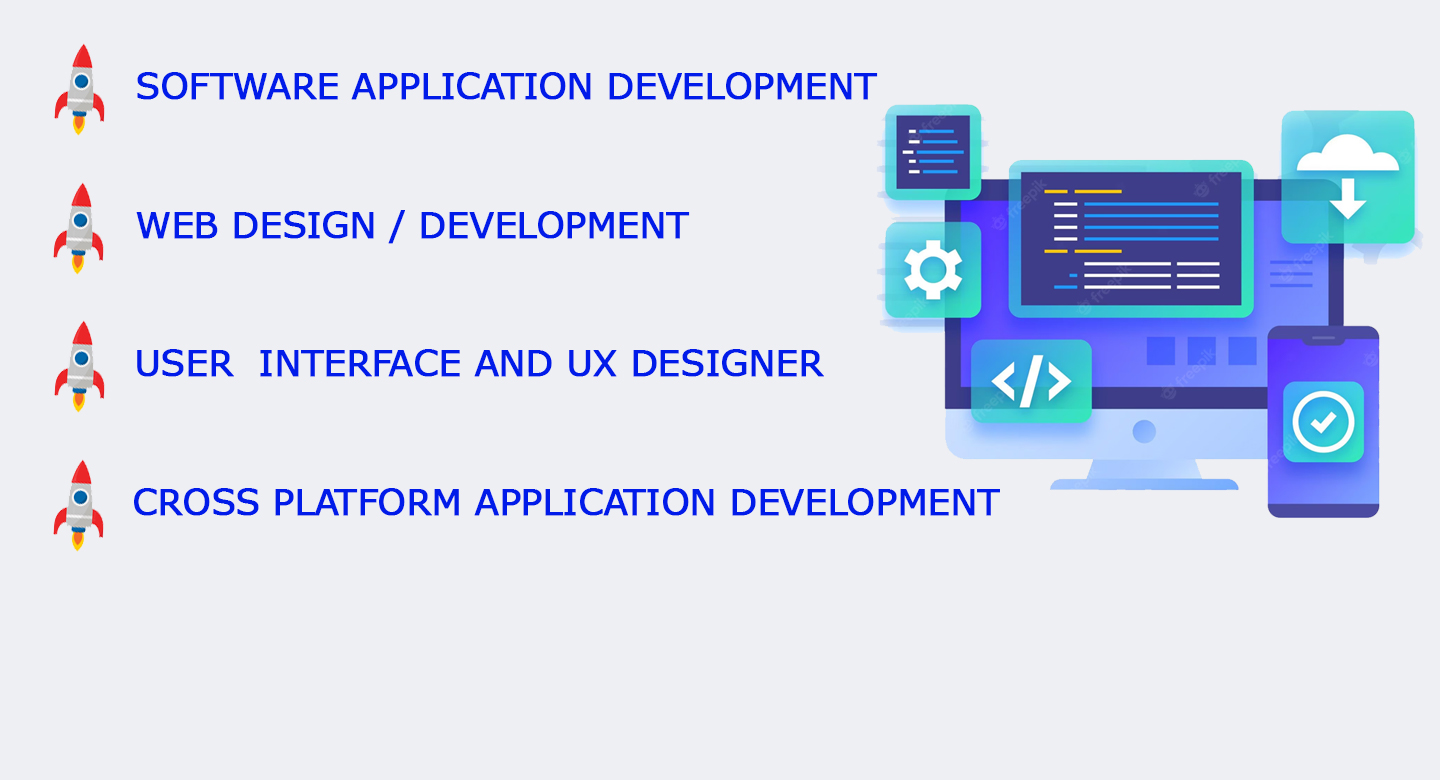 SOFTWARE APPLICATION DEVELOPMENT
WEB DESIGN / DEVELOPMENT
USER  INTERFACE AND UX DESIGNER
CROSS PLATFORM APPLICATION DEVELOPMENT